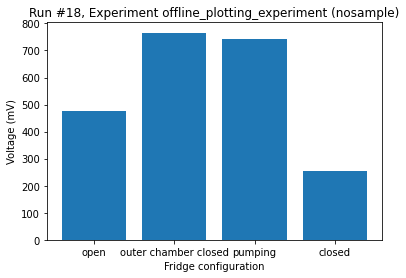 Run #18, Experiment offline_plotting_experiment (nosample)
800
700
600
500
400
300
200
100
0
Voltage (mV)
open outer chamber closed pumping closed
Fridge configuration